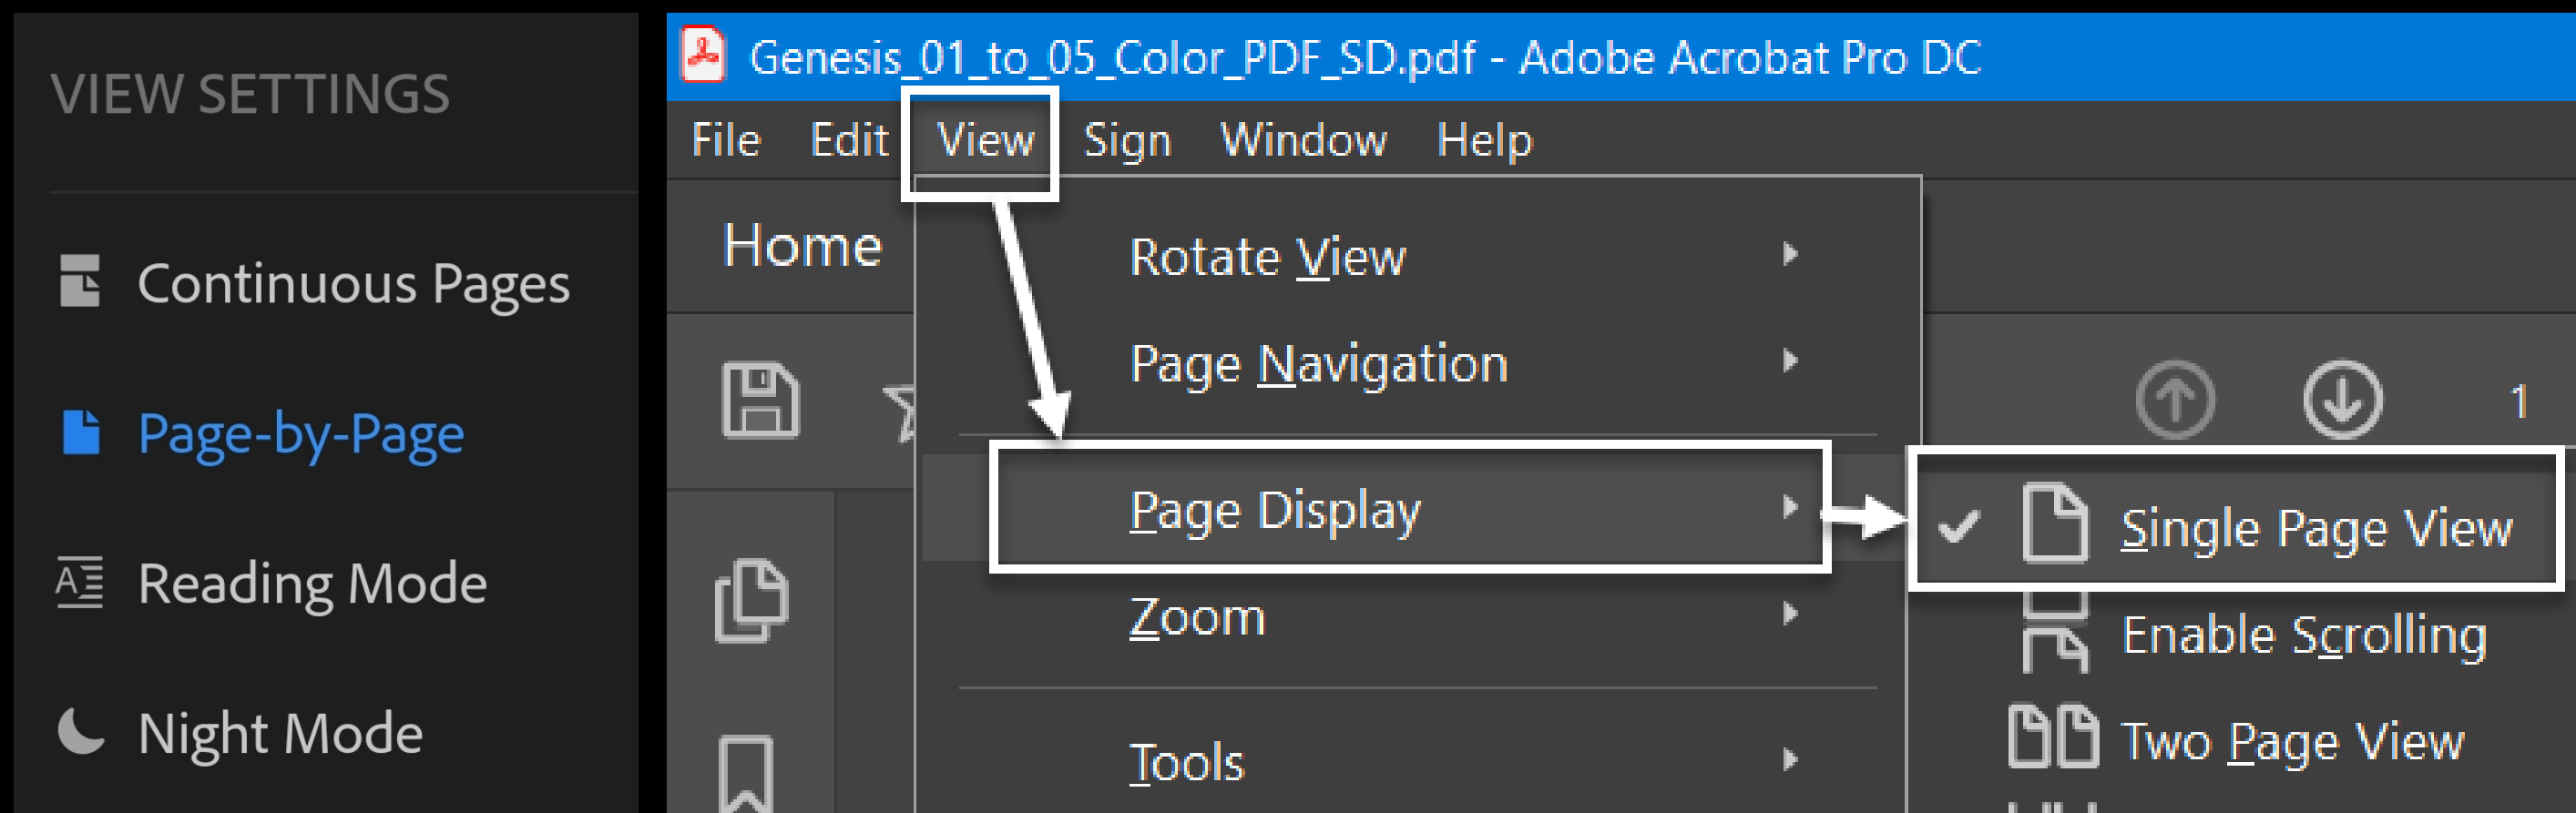 VIEW SETTINGS
Continuous Pages
Page-by-Page
Reading Mode
Night Mode
Genesis_01_to_05_Color_PDF_SD.pdf - Adobe Acrobat Pro DC
File Edit View Sign Window Help
Home
Rotate View
Page Navigation
1
Page Display
Single Page View
Zoom
Enable Scrolling
Two Page View
Tools